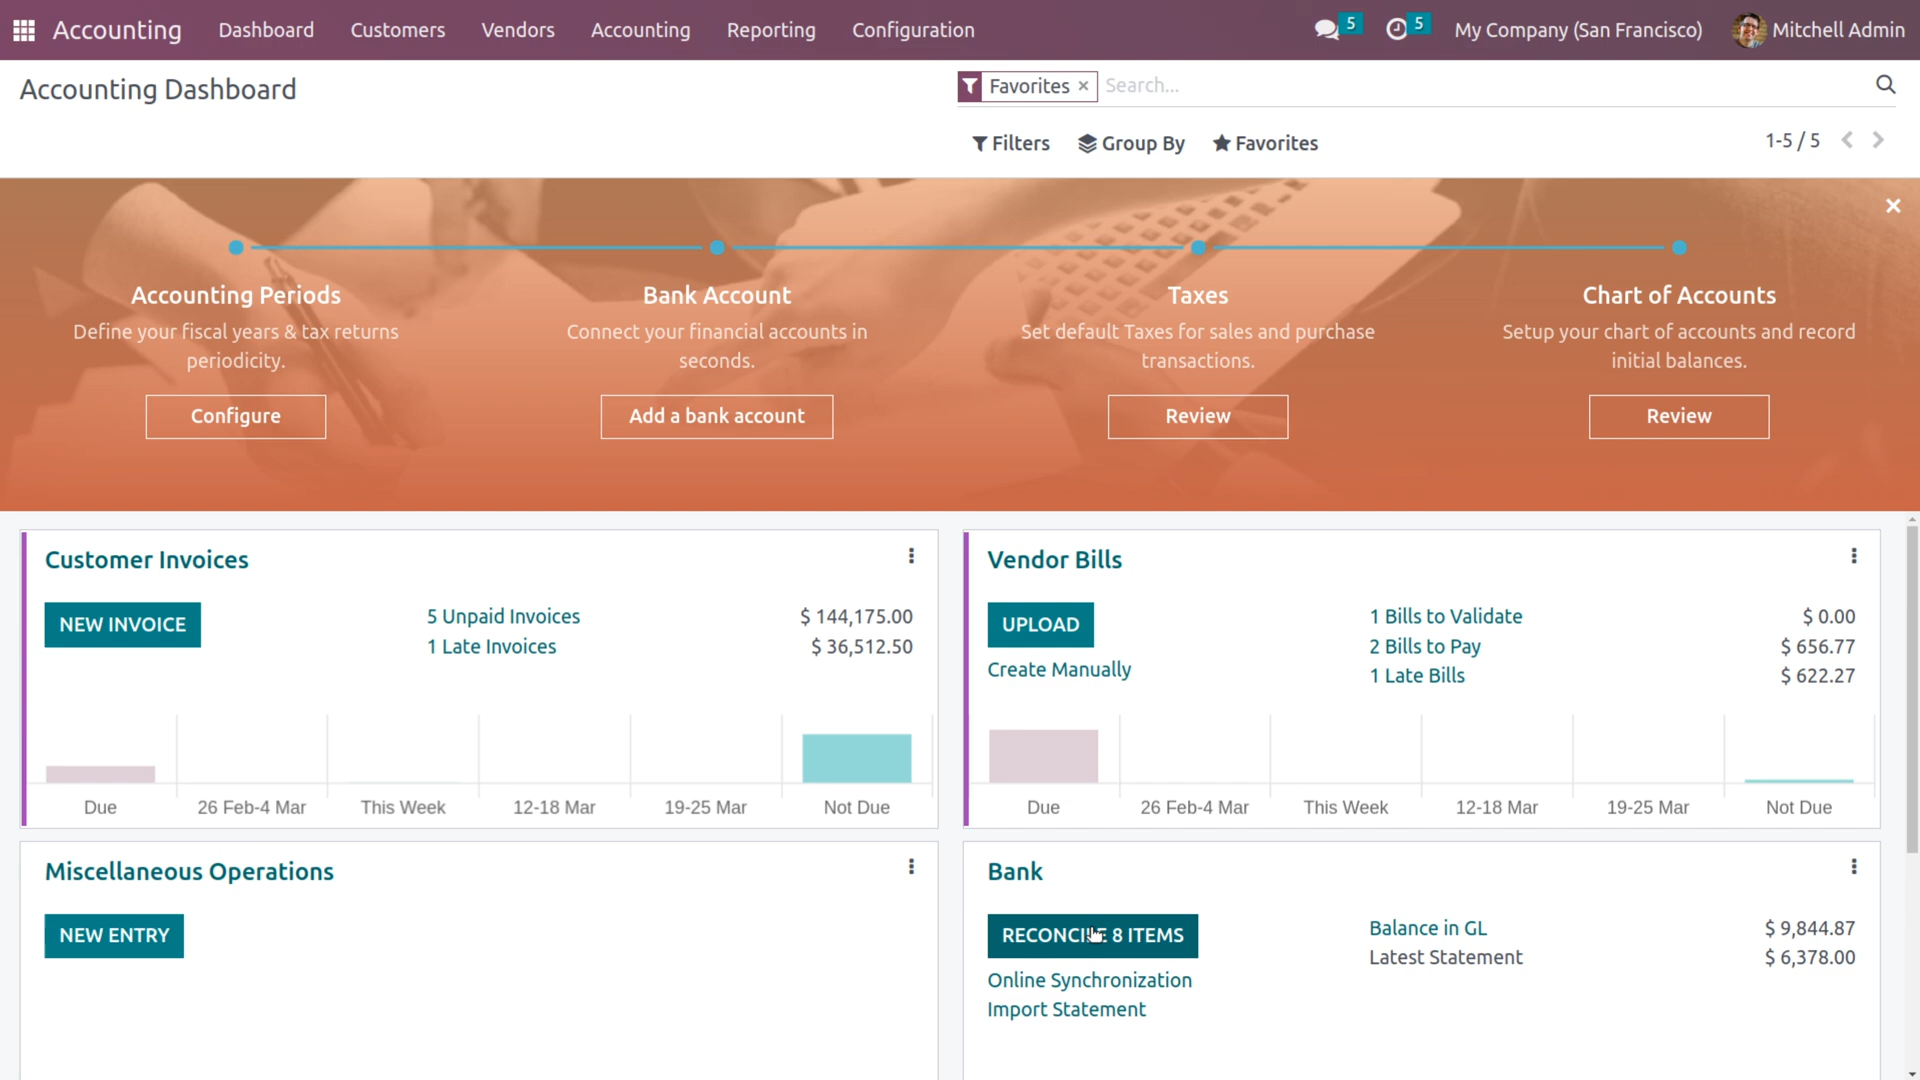 Accounting Dashboard Customers Vendors Accounting Reporting Configuration 5 5 My Company (San Francisco) Mitchell Admin
Accounting Dashboard
Favorites × Search...
Filters Group By Favorites 1-5 / 5
Accounting Periods
Define your fiscal years & tax returns
periodicity.
Configure
Bank Account
Connect your financial accounts in
seconds.
Add a bank account
Taxes
Set default Taxes for sales and purchase
transactions.
Review
Chart of Accounts
Setup your chart of accounts and record
initial balances.
Review
Customer Invoices
NEW INVOICE
5 Unpaid Invoices $ 144,175.00
1 Late Invoices $ 36,512.50
Due 26 Feb-4 Mar This Week 12-18 Mar 19-25 Mar Not Due
Vendor Bills
UPLOAD
Create Manually
1 Bills to Validate $ 0.00
2 Bills to Pay $ 656.77
1 Late Bills $ 622.27
Due 26 Feb-4 Mar This Week 12-18 Mar 19-25 Mar Not Due
Miscellaneous Operations
NEW ENTRY
Bank
RECONCILE 8 ITEMS
Online Synchronization
Import Statement
Balance in GL $ 9,844.87
Latest Statement $ 6,378.00